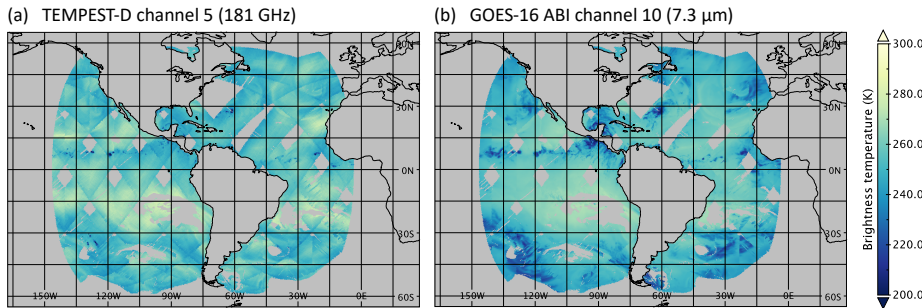 (a) TEMPEST-D channel 5 (181 GHz)
(b) GOES-16 ABI channel 10 (7.3 µm)
60N
30N
0N
30S
60S
150W 120W 90W 60W 30W 0E
60N
30N
0N
30S
60S
150W 120W 90W 60W 30W 0E
300.0
280.0
260.0
240.0
220.0
200.0
Brightness temperature (K)